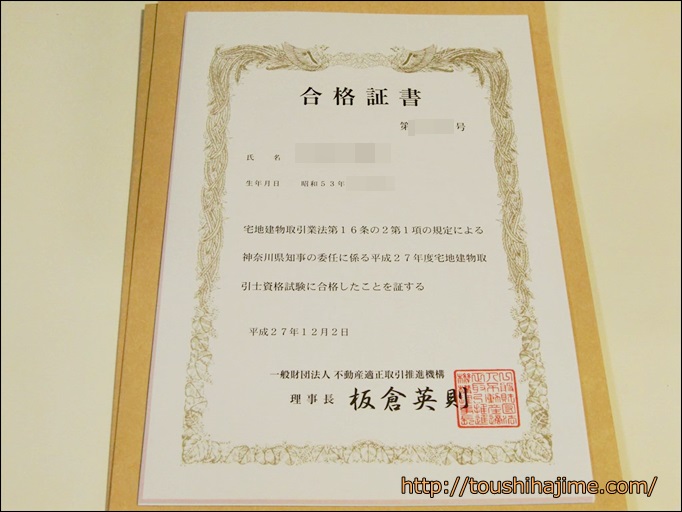 合格証書
第 号
氏 名
生年月日 昭和53年
宅地建物取引業法第16条の2第1項の規定による
神奈川県知事の委任に係る平成27年度宅地建物取
引士資格試験に合格したことを証する
平成27年12月2日
一般財団法人 不動産適正取引推進機構
理事長 板倉英則
http://toushihajime.com/